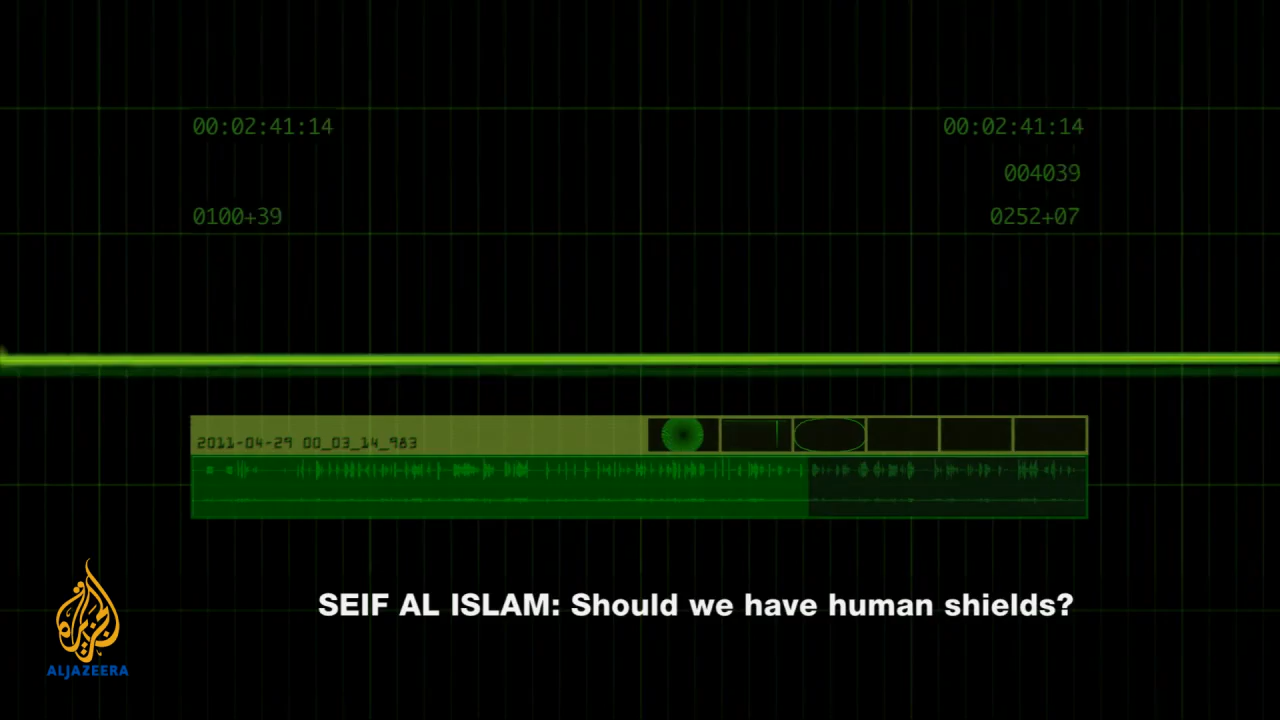 00:02:41:14
00:02:41:14
004039
0100+39
0252+07
2011-04-29 00_03_14_983
SEIF AL ISLAM: Should we have human shields?
الجزيرة
ALJAZEERA